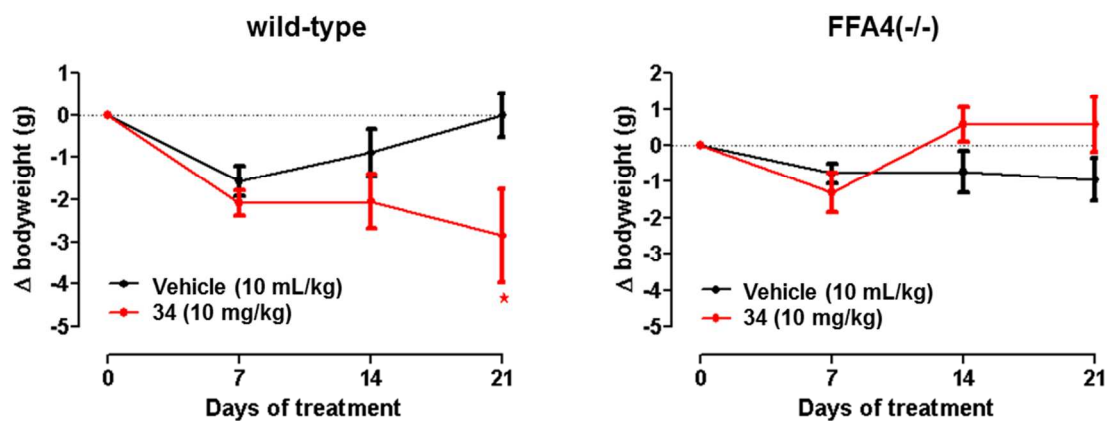 wild-type
Δ bodyweight (g)
1
0
-1
-2
-3
-4
-5
Vehicle (10 mL/kg)
34 (10 mg/kg)
*
0 7 14 21
Days of treatment
FFA4(-/-)
Δ bodyweight (g)
2
1
0
-1
-2
-3
-4
-5
Vehicle (10 mL/kg)
34 (10 mg/kg)
0 7 14 21
Days of treatment